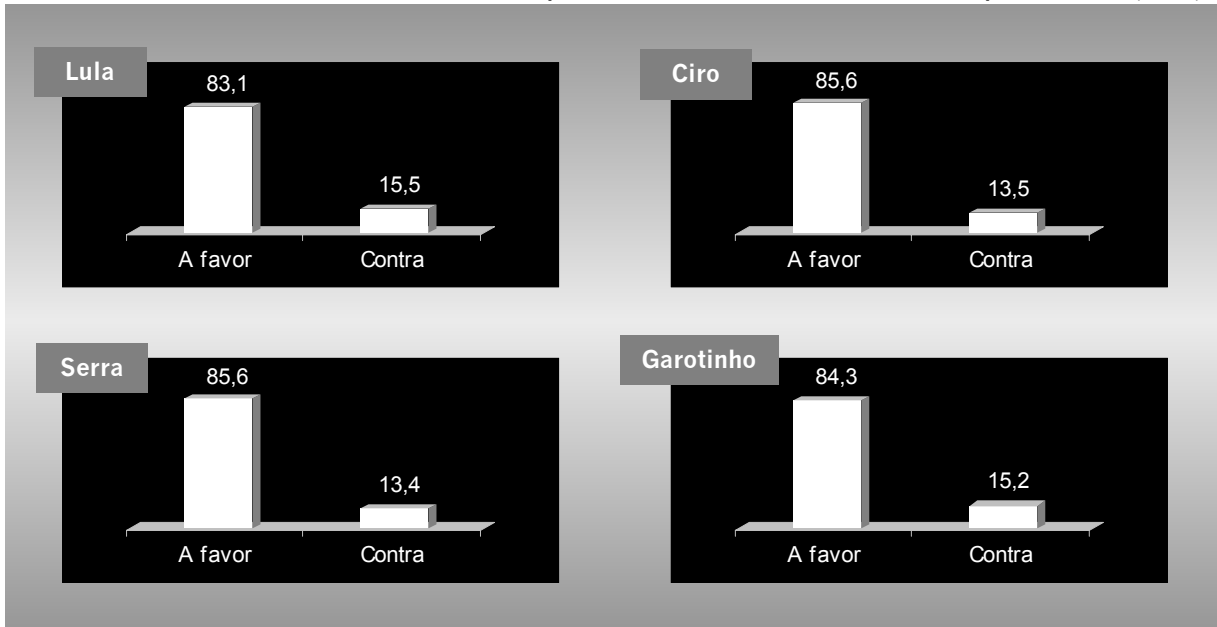 Lula
83,1
15,5
A favor Contra
Ciro
85,6
13,5
A favor Contra
Serra
85,6
13,4
A favor Contra
Garotinho
84,3
15,2
A favor Contra